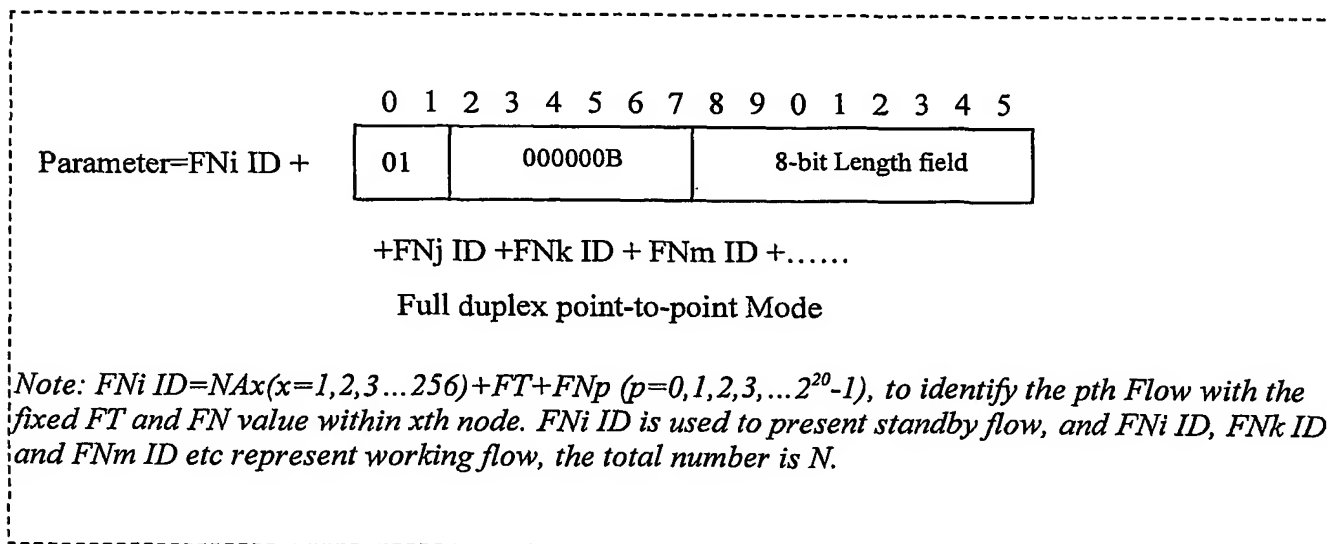 0 1 2 3 4 5 6 7 8 9 0 1 2 3 4 5
Parameter=FNi ID + 01 000000B 8-bit Length field
+FNj ID +FNk ID + FNm ID +......
Full duplex point-to-point Mode
Note: FNi ID=NAx(x=1,2,3...256)+FT+FNp (p=0,1,2,3,...2²⁰-1), to identify the pth Flow with the
fixed FT and FN value within xth node. FNi ID is used to present standby flow, and FNi ID, FNk ID
and FNm ID etc represent working flow, the total number is N.